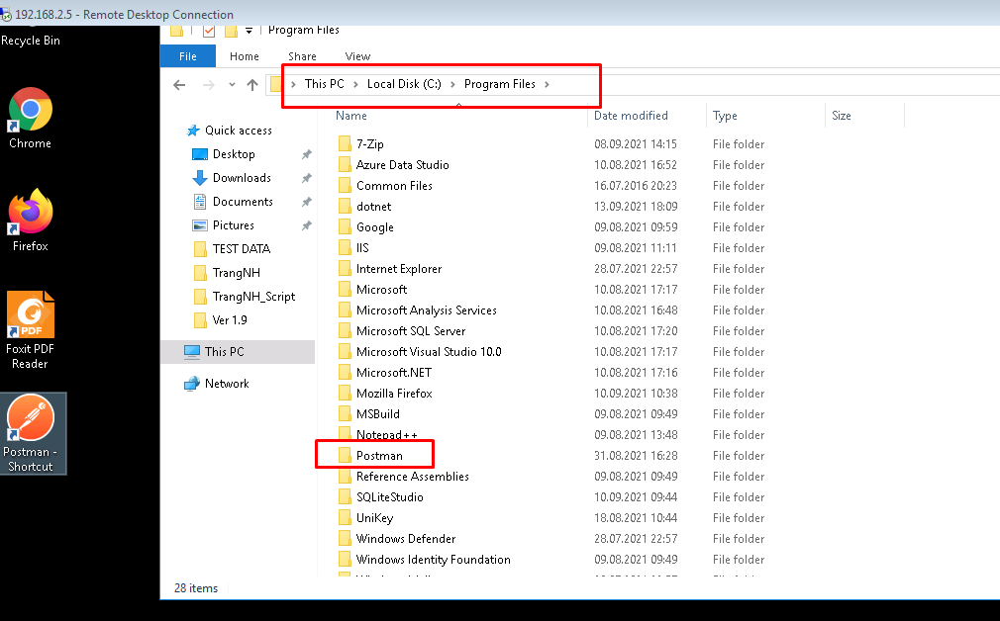 192.168.2.5 - Remote Desktop Connection
Recycle Bin
Chrome
Firefox
PDF
Foxit PDF
Reader
Postman -
Shortcut
Program Files
File Home Share View
This PC > Local Disk (C:) > Program Files >
Quick access
Desktop
Downloads
Documents
Pictures
TEST DATA
TrangNH
TrangNH_Script
Ver 1.9
This PC
Network
Name Date modified Type Size
7-Zip 08.09.2021 14:15 File folder
Azure Data Studio 10.08.2021 16:52 File folder
Common Files 16.07.2016 20:23 File folder
dotnet 13.09.2021 18:09 File folder
Google 09.08.2021 09:59 File folder
IIS 09.08.2021 11:11 File folder
Internet Explorer 28.07.2021 22:57 File folder
Microsoft 10.08.2021 17:17 File folder
Microsoft Analysis Services 10.08.2021 16:48 File folder
Microsoft SQL Server 10.08.2021 17:20 File folder
Microsoft Visual Studio 10.0 10.08.2021 17:17 File folder
Microsoft.NET 10.08.2021 17:16 File folder
Mozilla Firefox 10.09.2021 10:38 File folder
MSBuild 09.08.2021 09:49 File folder
Notepad++ 09.08.2021 13:48 File folder
Postman 31.08.2021 16:28 File folder
Reference Assemblies 09.08.2021 09:49 File folder
SQLiteStudio 10.09.2021 09:44 File folder
UniKey 18.08.2021 10:44 File folder
Windows Defender 28.07.2021 22:57 File folder
Windows Identity Foundation 09.08.2021 09:49 File folder
28 items